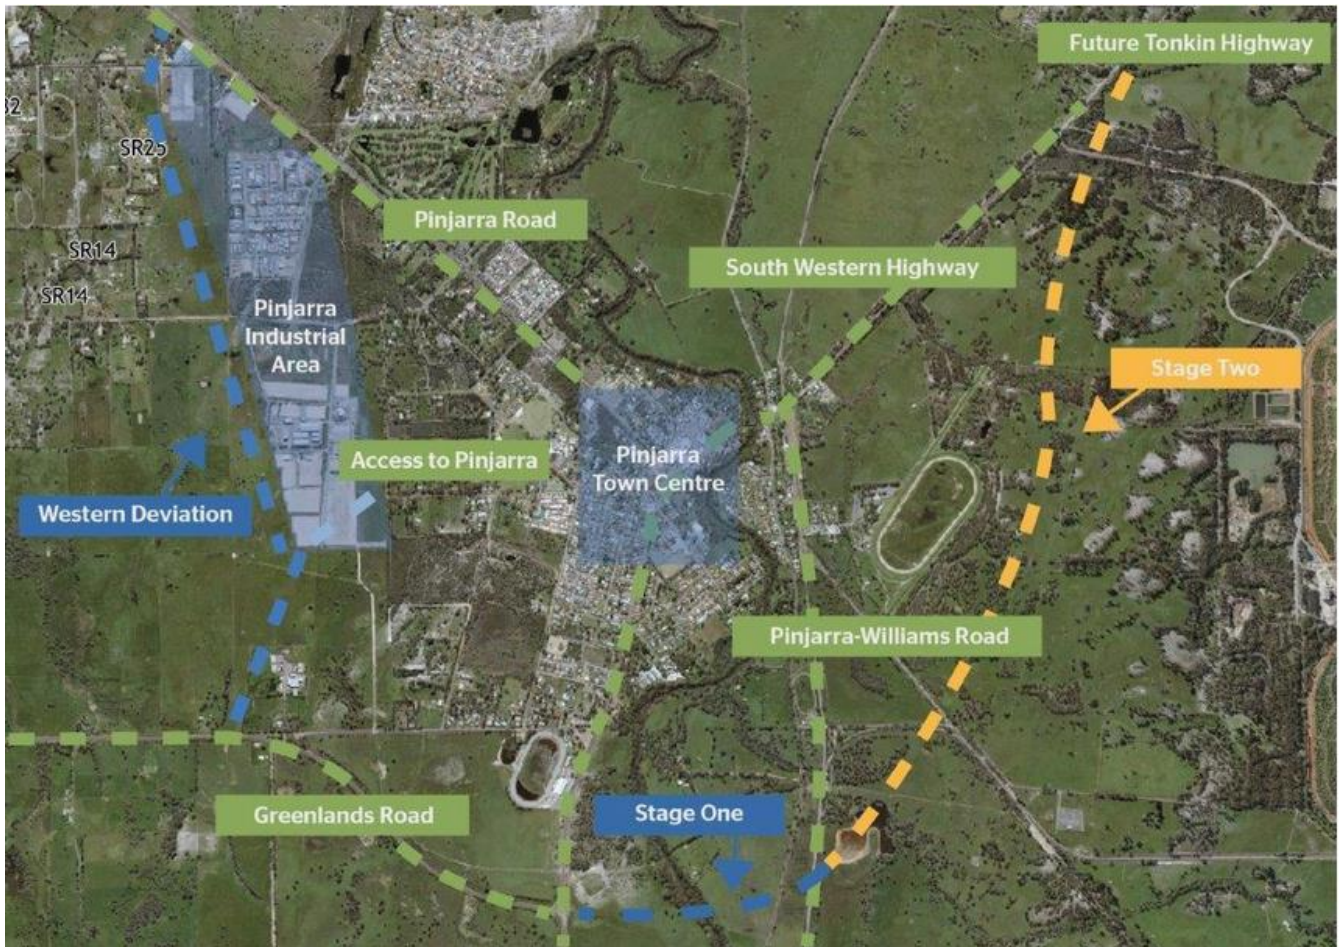 Future Tonkin Highway
32
SR25
Pinjarra Road
SR14
South Western Highway
SR14
Pinjarra
Industrial
Area
Stage Two
Access to Pinjarra
Pinjarra
Town Centre
Western Deviation
Pinjarra-Williams Road
Greenlands Road
Stage One